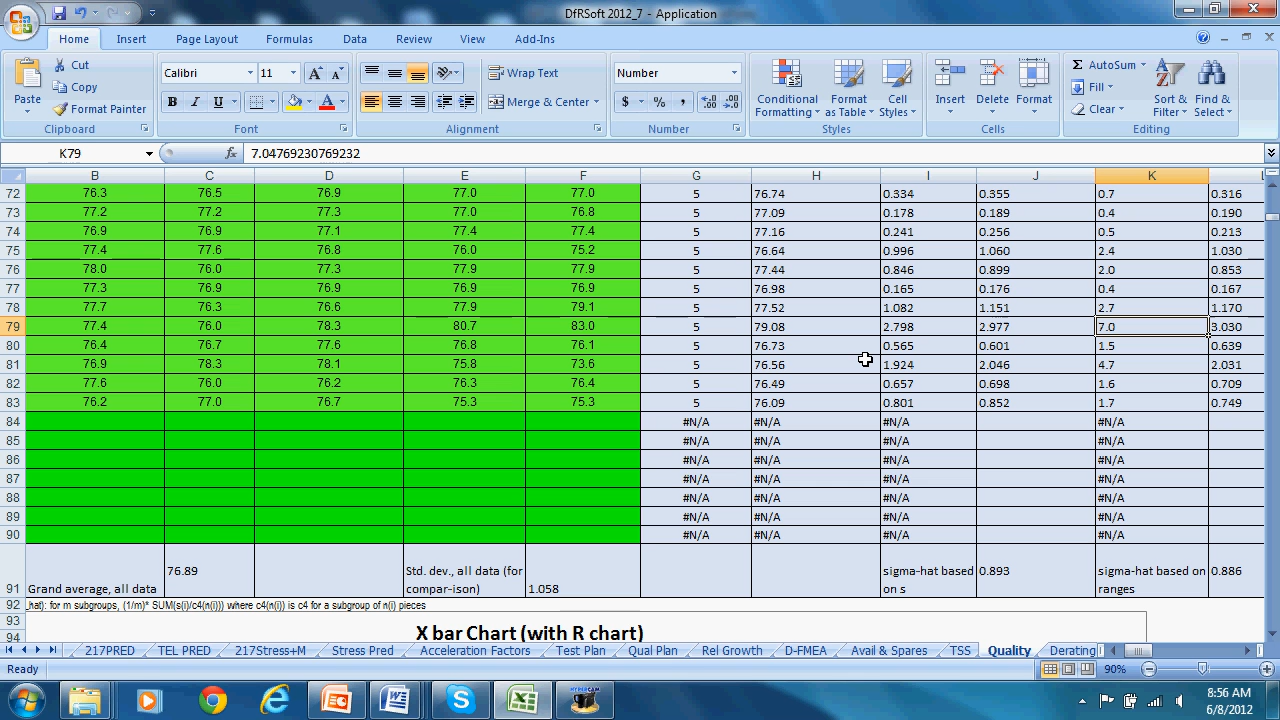 DfRSoft 2012_7 - Application
Home Insert Page Layout Formulas Data Review View Add-Ins
Paste Cut Copy Format Painter Clipboard
Calibri 11 A A B I U A Font
Wrap Text Merge & Center Alignment
Number $ % , Number
Conditional Formatting Format as Table Cell Styles Styles
Insert Delete Format Cells
Σ AutoSum Fill Clear Sort & Filter Find & Select Editing
K79 fx 7.04769230769232
B C D E F G H I J K L
72 76.3 76.5 76.9 77.0 77.0 5 76.74 0.334 0.355 0.7 0.316
73 77.2 77.2 77.3 77.0 76.8 5 77.09 0.178 0.189 0.4 0.190
74 76.9 76.9 77.1 77.4 77.4 5 77.16 0.241 0.256 0.5 0.213
75 77.4 77.6 76.8 76.0 75.2 5 76.64 0.996 1.060 2.4 1.030
76 78.0 76.0 77.3 77.9 77.9 5 77.44 0.846 0.899 2.0 0.853
77 77.3 76.9 76.9 76.9 76.9 5 76.98 0.165 0.176 0.4 0.167
78 77.7 76.3 76.6 77.9 79.1 5 77.52 1.082 1.151 2.7 1.170
79 77.4 76.0 78.3 80.7 83.0 5 79.08 2.798 2.977 7.0 3.030
80 76.4 76.7 77.6 76.8 76.1 5 76.73 0.565 0.601 1.5 0.639
81 76.9 78.3 78.1 75.8 73.6 5 76.56 1.924 2.046 4.7 2.031
82 77.6 76.0 76.2 76.3 76.4 5 76.49 0.657 0.698 1.6 0.709
83 76.2 77.0 76.7 75.3 75.3 5 76.09 0.801 0.852 1.7 0.749
84 #N/A #N/A #N/A #N/A
85 #N/A #N/A #N/A #N/A
86 #N/A #N/A #N/A #N/A
87 #N/A #N/A #N/A #N/A
88 #N/A #N/A #N/A #N/A
89 #N/A #N/A #N/A #N/A
90 #N/A #N/A #N/A #N/A
76.89 Std. dev., all data (for sigma-hat based 0.893 sigma-hat based on 0.886
91 Grand average, all data compar-ison) 1.058 on s ranges
92 _hat): for m subgroups, (1/m)* SUM(s(i)/c4(n(i))) where c4(n(i)) is c4 for a subgroup of n(i) pieces
93
94 X bar Chart (with R chart)
217PRED TEL PRED 217Stress+M Stress Pred Acceleration Factors Test Plan Qual Plan Rel Growth D-FMEA Avail & Spares TSS Quality Derating
Ready 90%
HYPERCAM
8:56 AM
6/8/2012